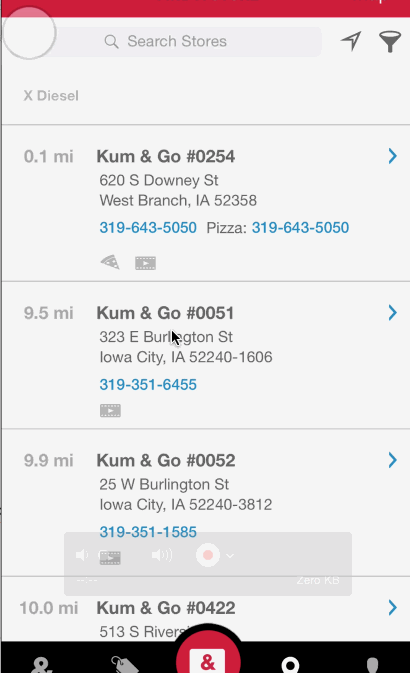 Search Stores
X Diesel
0.1 mi Kum & Go #0254
620 S Downey St
West Branch, IA 52358
319-643-5050 Pizza: 319-643-5050
9.5 mi Kum & Go #0051
323 E Burlington St
Iowa City, IA 52240-1606
319-351-6455
9.9 mi Kum & Go #0052
25 W Burlington St
Iowa City, IA 52240-3812
319-351-1585
--:-- Zero KB
10.0 mi Kum & Go #0422
513 S
&
&